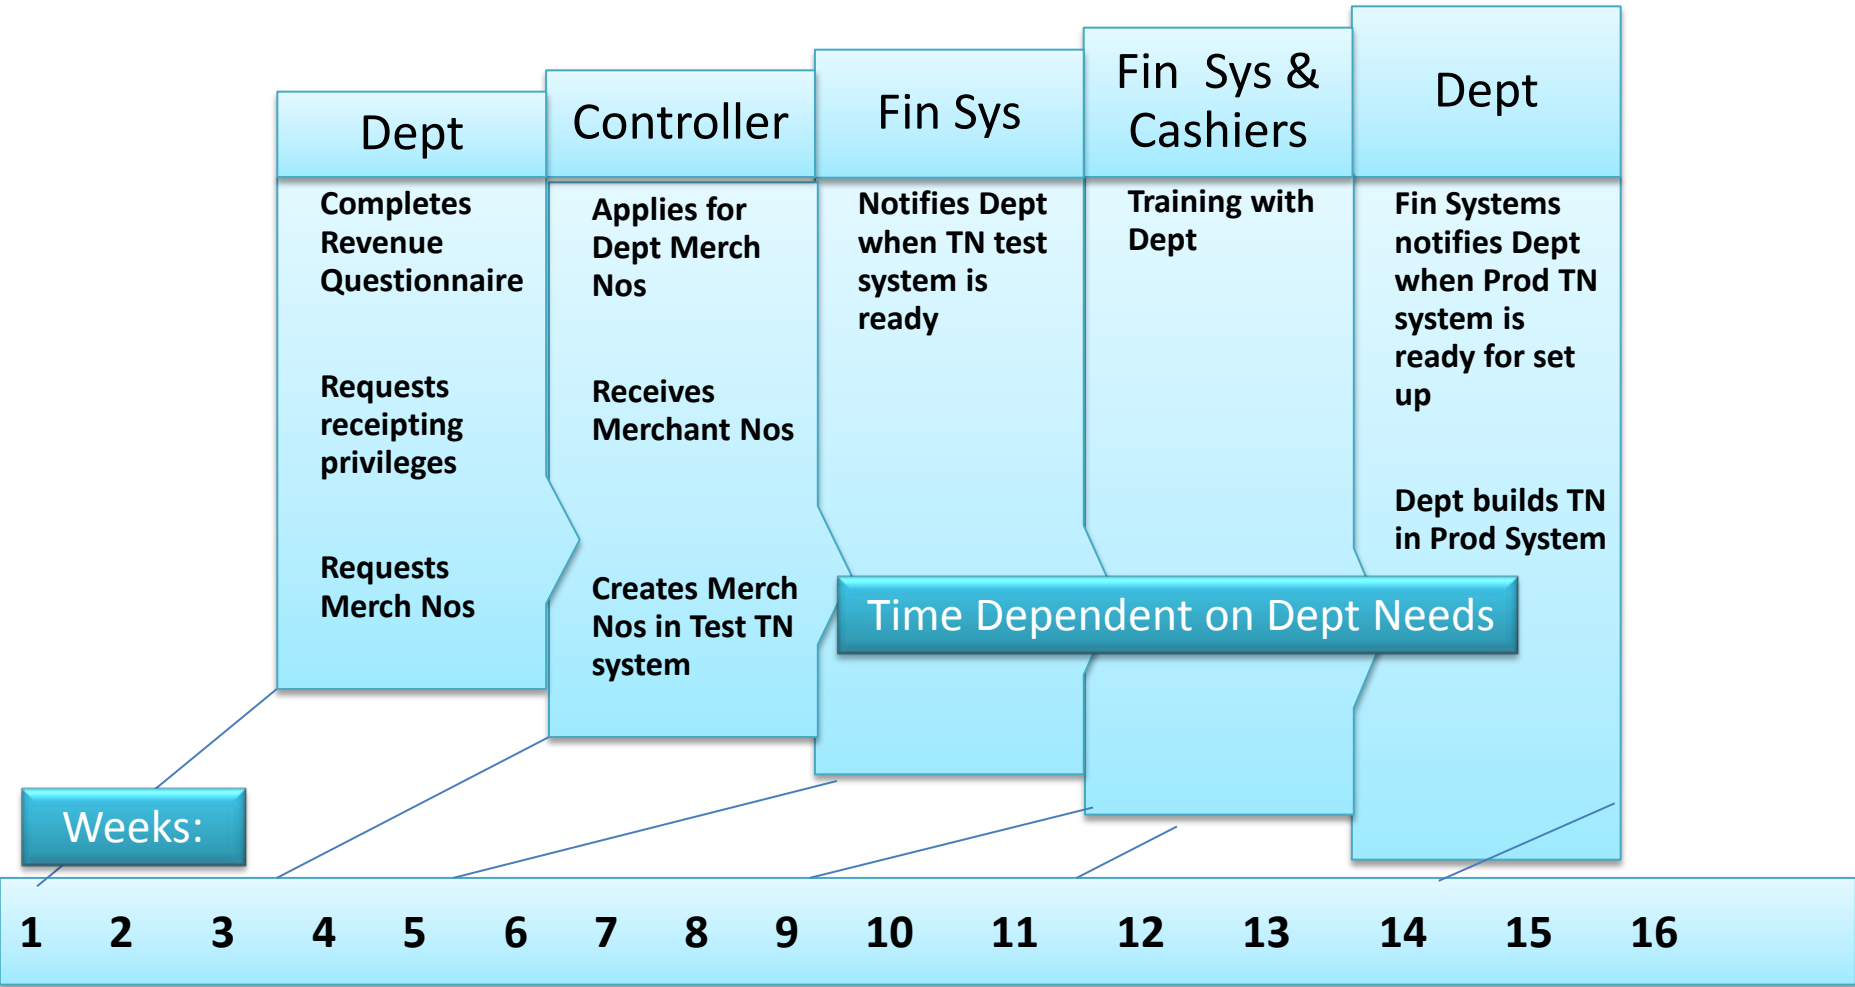 Dept
Completes
Revenue
Questionnaire
Requests
receipting
privileges
Requests
Merch Nos
Controller
Applies for
Dept Merch
Nos
Receives
Merchant Nos
Creates Merch
Nos in Test TN
system
Fin Sys
Notifies Dept
when TN test
system is
ready
Fin  Sys &
Cashiers
Training with
Dept
Dept
Fin Systems
notifies Dept
when Prod TN
system is
ready for set
up
Dept builds TN
in Prod System
Time Dependent on Dept Needs
Weeks:
1 2 3 4 5 6 7 8 9 10 11 12 13 14 15 16